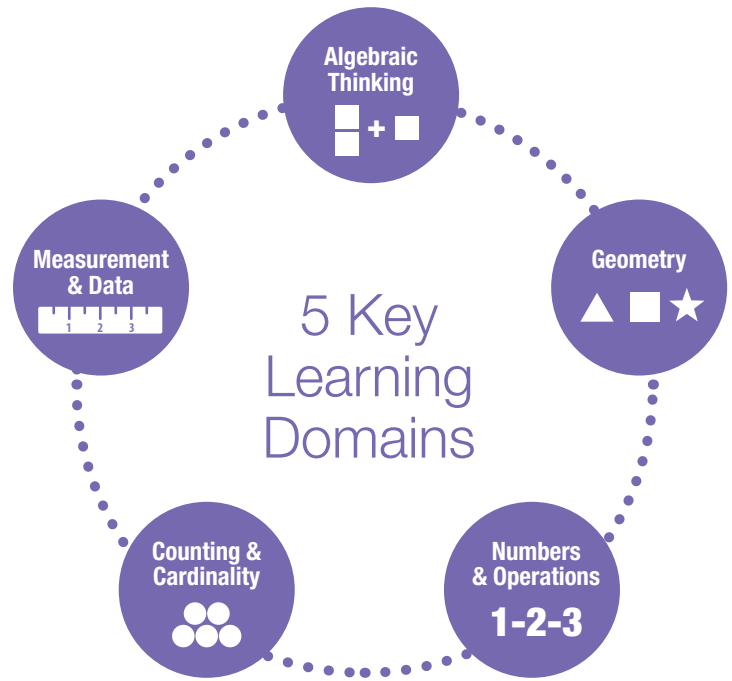 Algebraic
Thinking
+
Measurement
& Data
1 2 3
Geometry
5 Key
Learning
Domains
Counting &
Cardinality
Numbers
& Operations
1-2-3